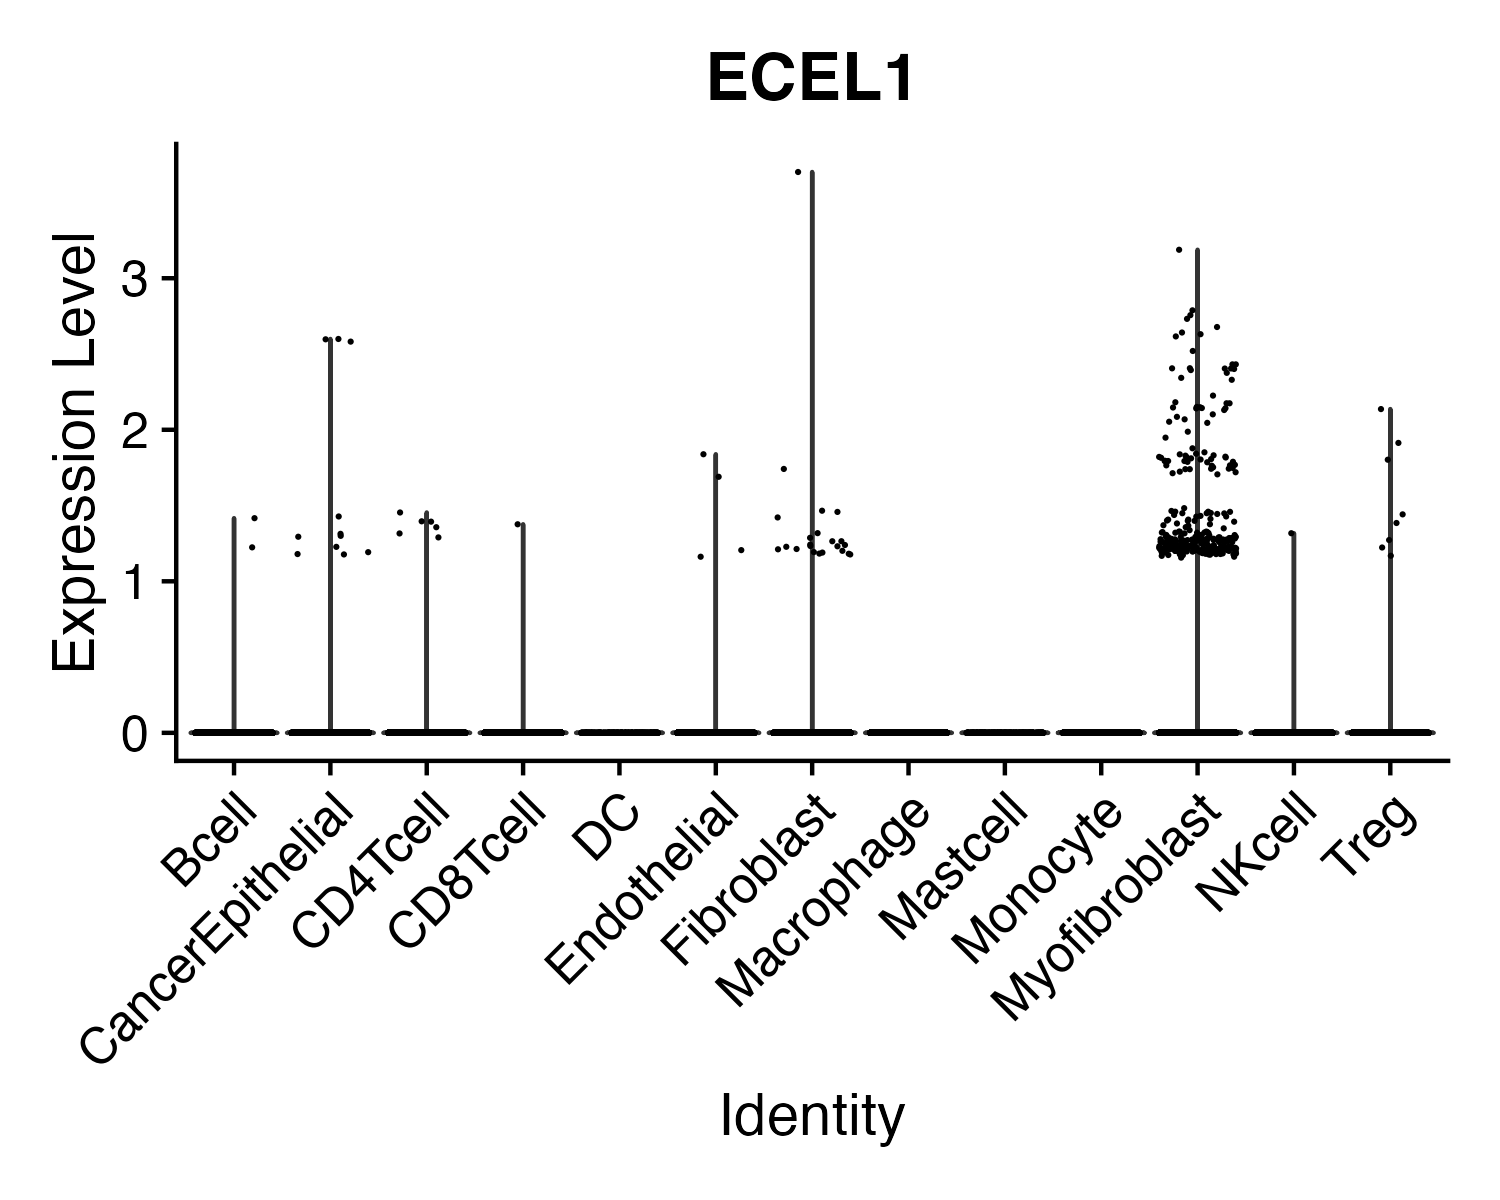 ECEL1
Expression Level
3
2
1
0
Bcell
CancerEpithelial
CD4Tcell
CD8Tcell
DC
Endothelial
Fibroblast
Macrophage
Mastcell
Monocyte
Myofibroblast
NKcell
Treg
Identity